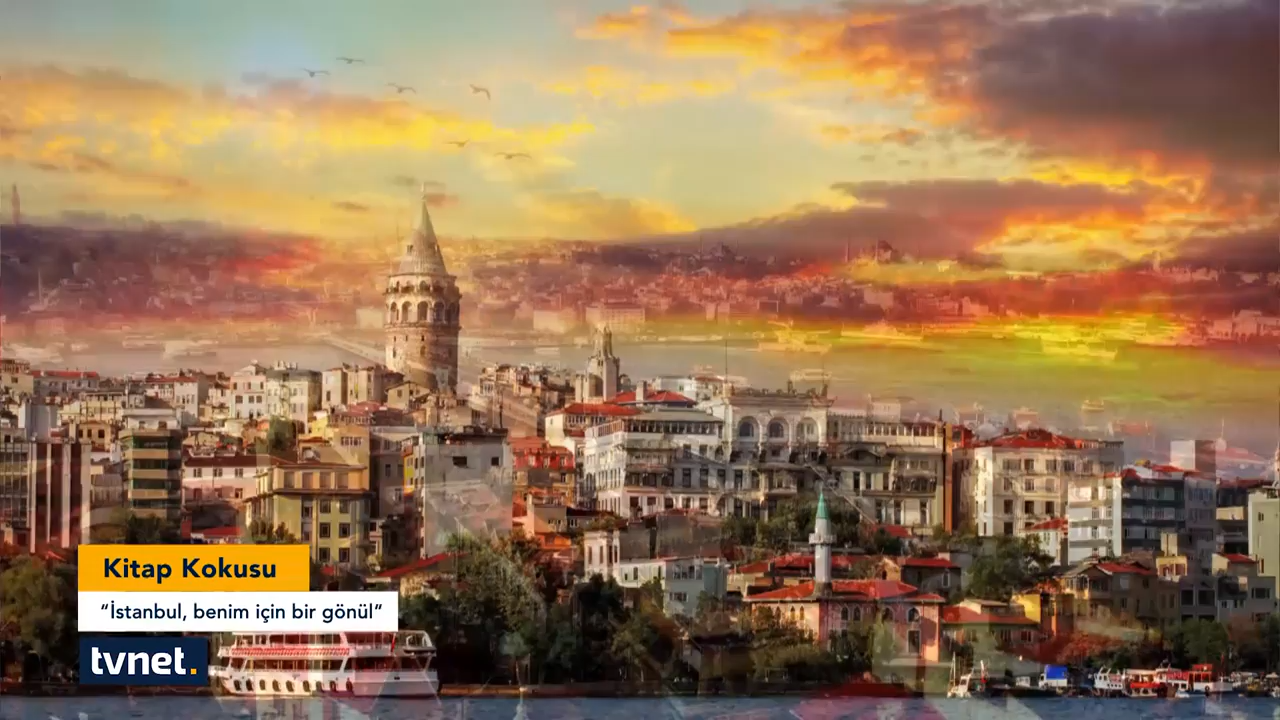 Kitap Kokusu
“İstanbul, benim için bir gönül”
tvnet.